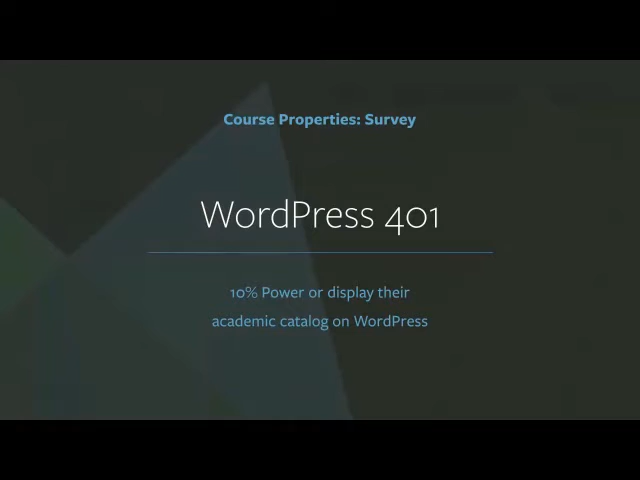 Course Properties: Survey
WordPress 401
10% Power or display their
academic catalog on WordPress